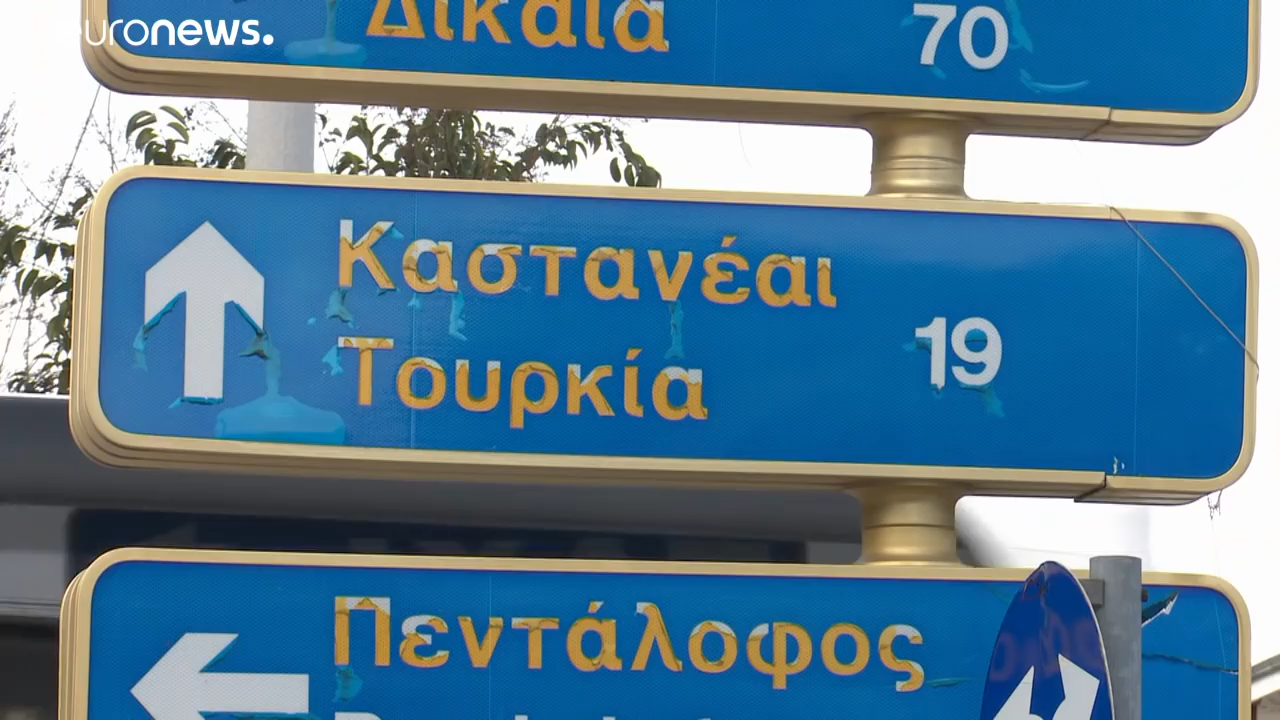 euronews.
Δίκαια 70
Καστανέαι
Τουρκία 19
Πεντάλοφος